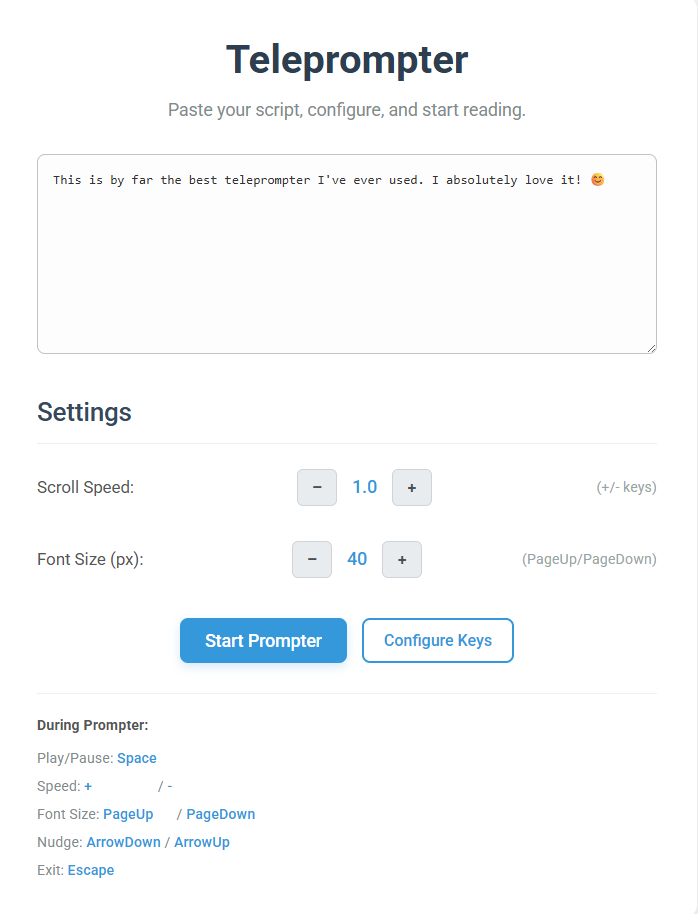 Teleprompter
Paste your script, configure, and start reading.
This is by far the best teleprompter I've ever used. I absolutely love it! 😊
Settings
Scroll Speed: − 1.0 + (+/- keys)
Font Size (px): − 40 + (PageUp/PageDown)
Start Prompter Configure Keys
During Prompter:
Play/Pause: Space
Speed: + / -
Font Size: PageUp / PageDown
Nudge: ArrowDown / ArrowUp
Exit: Escape